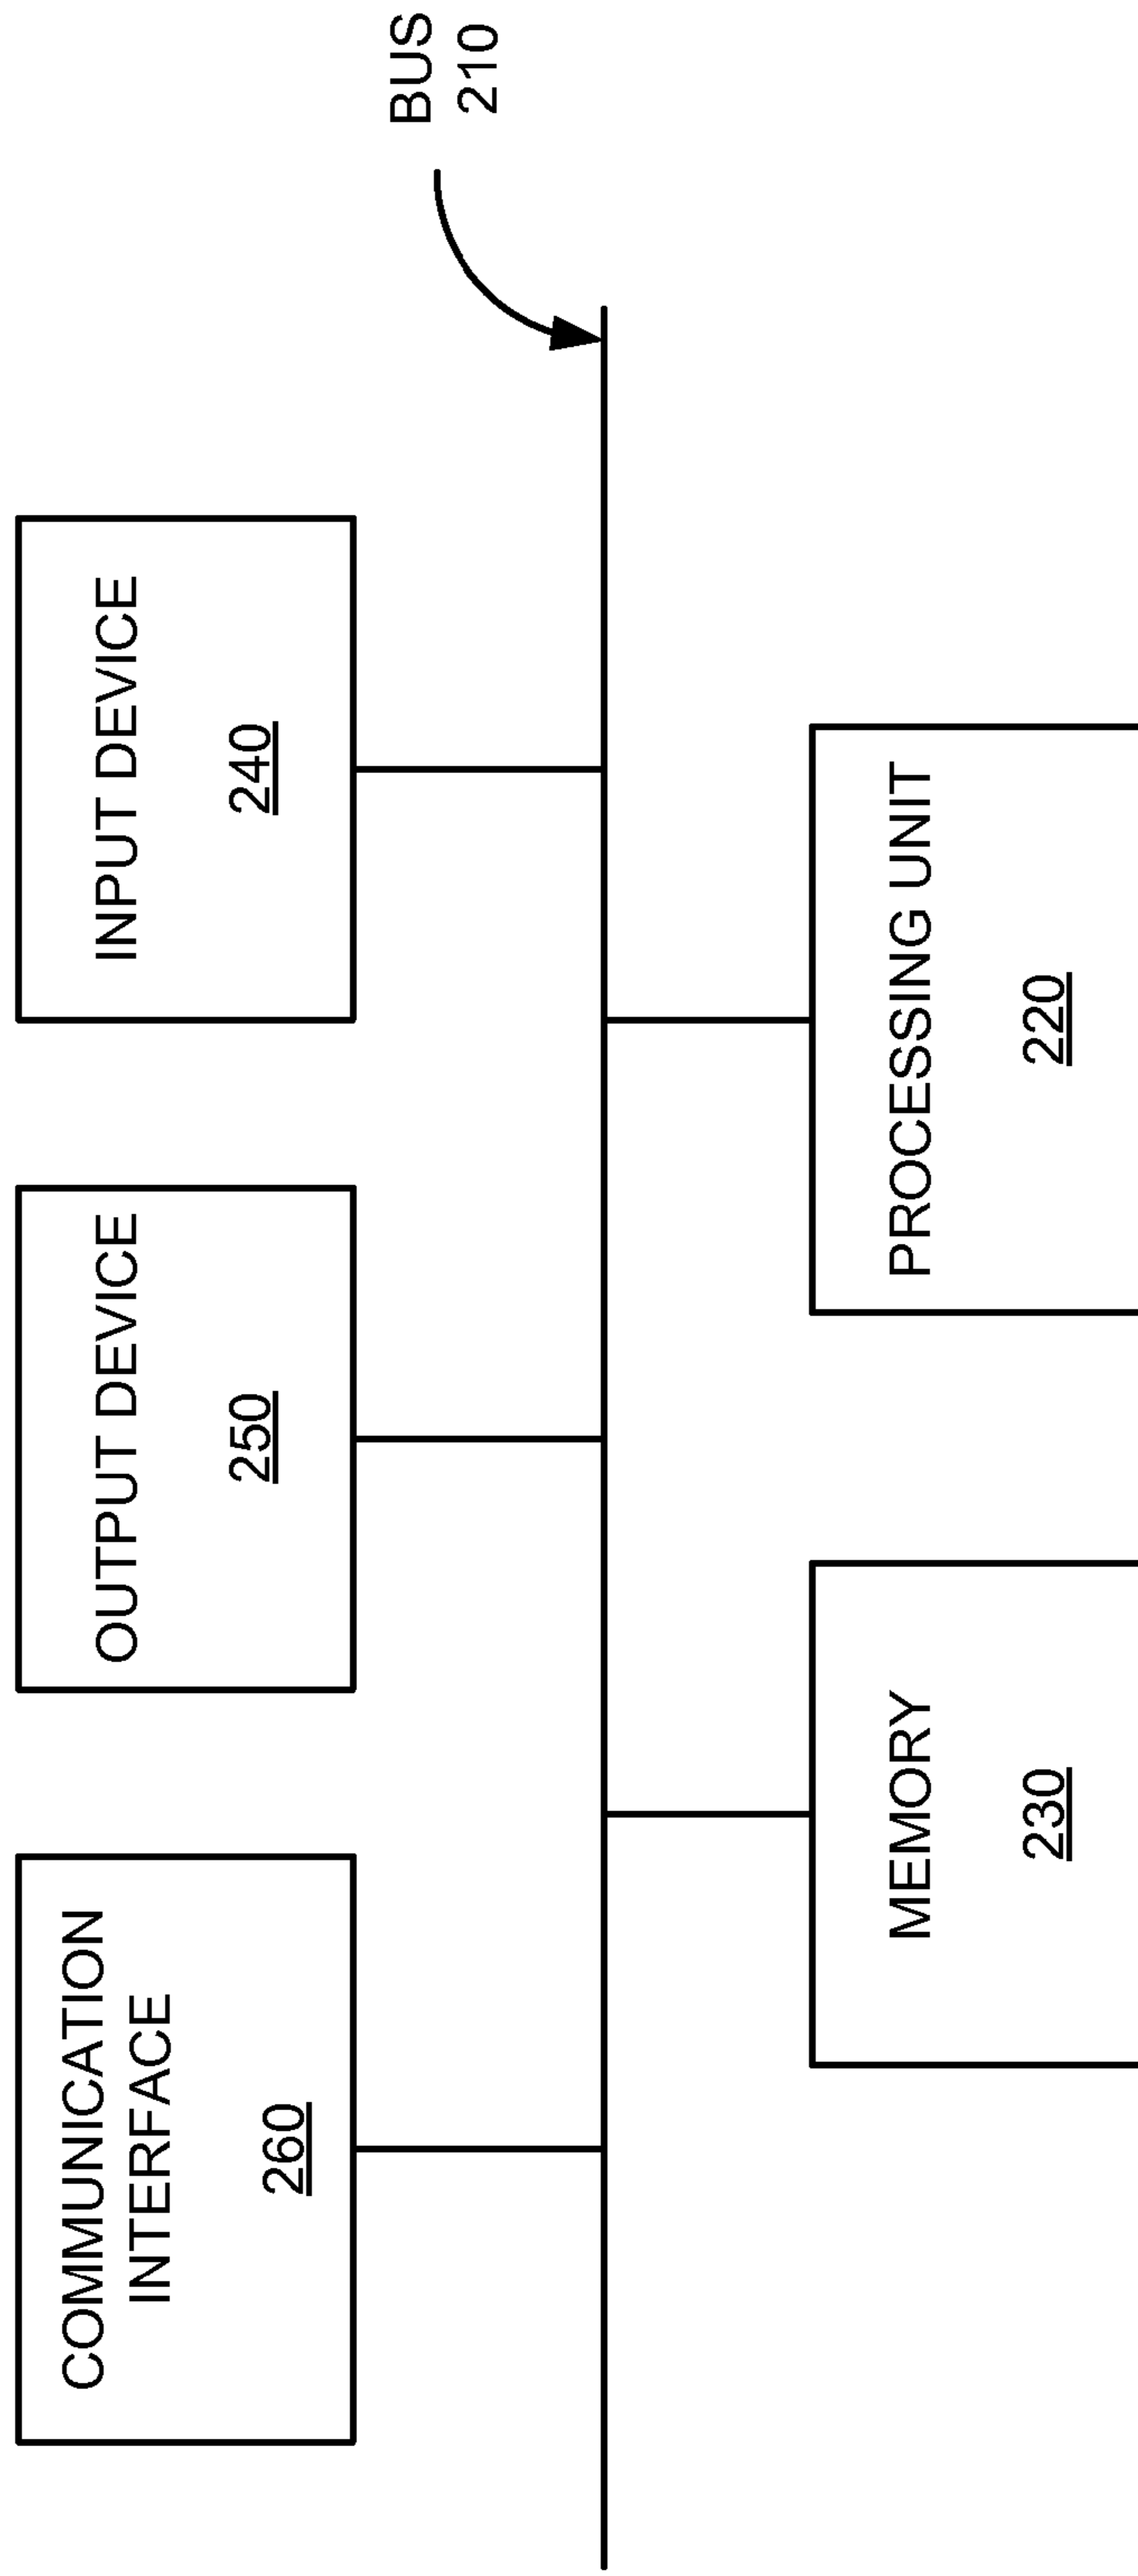 COMMUNICATION
INTERFACE
260
OUTPUT DEVICE
250
INPUT DEVICE
240
BUS
210
MEMORY
230
PROCESSING UNIT
220